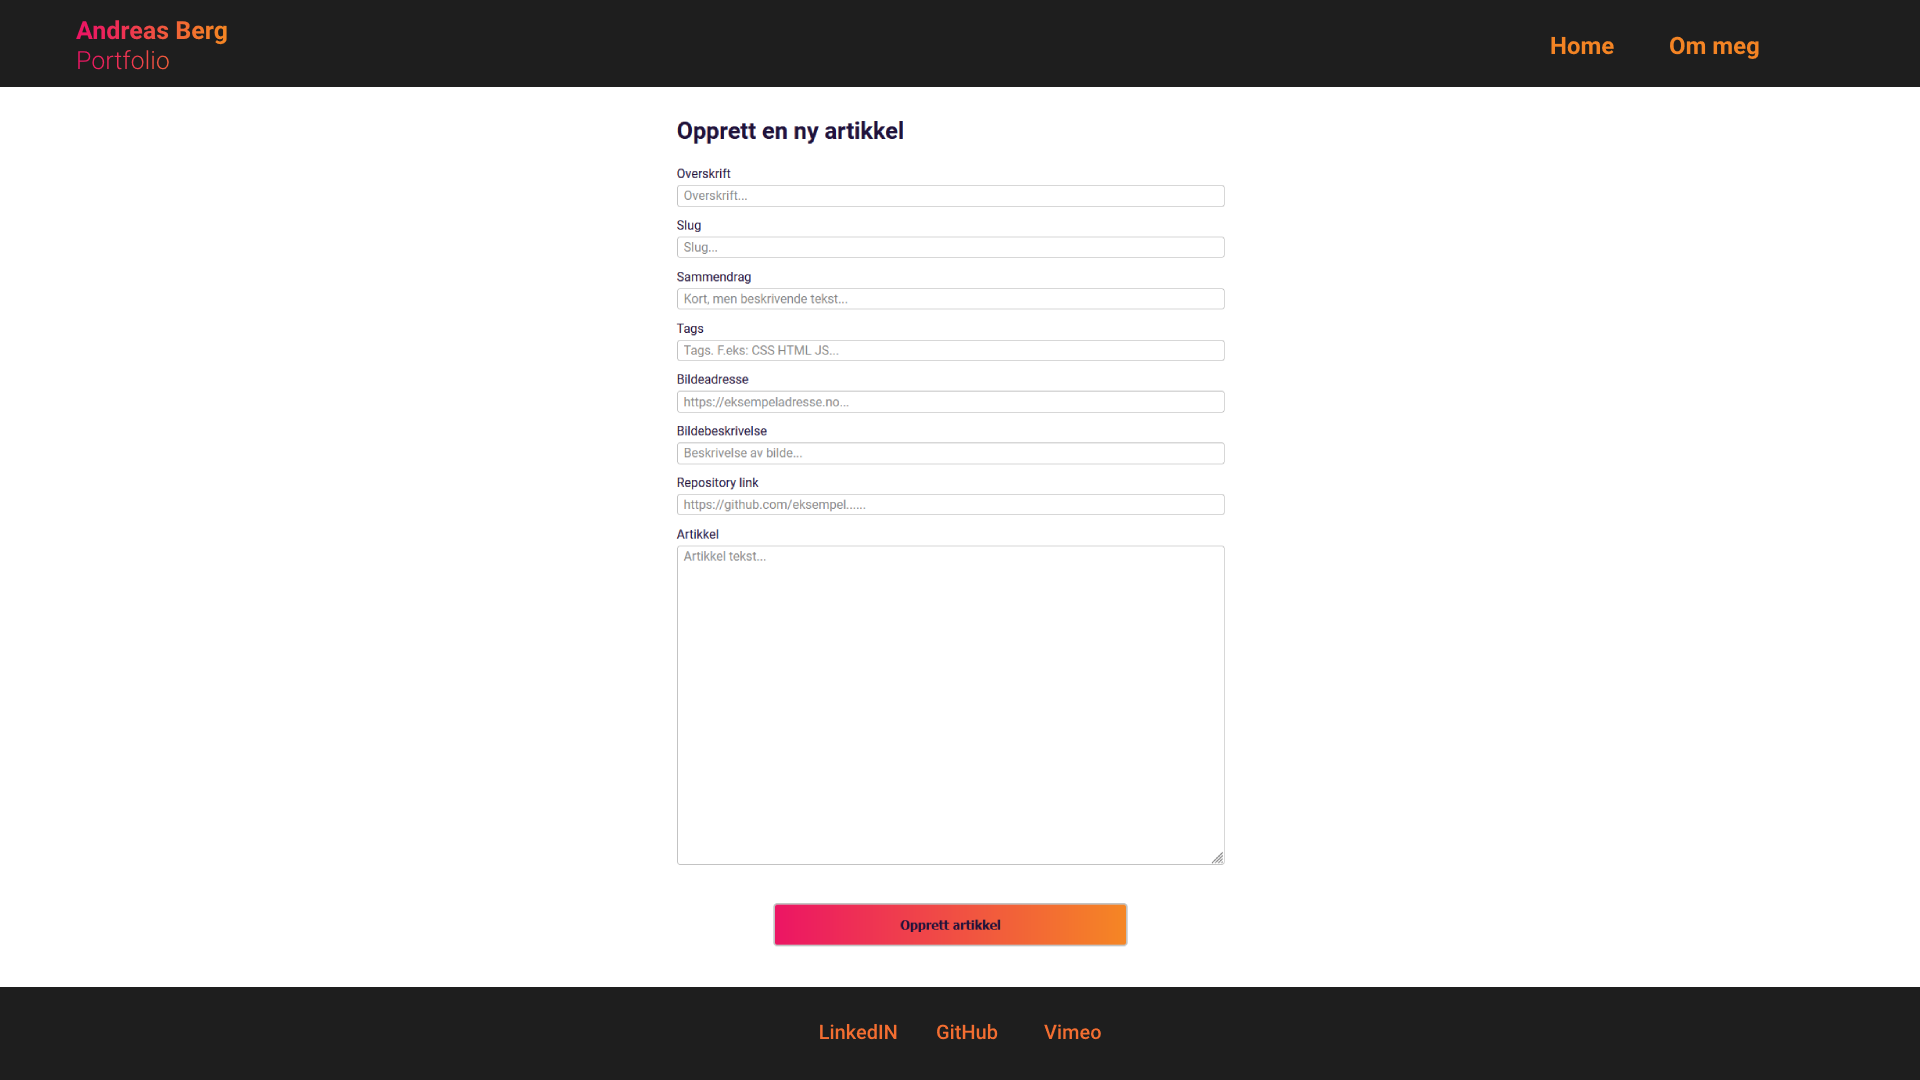 Andreas Berg
Portfolio
Home
Om meg
Opprett en ny artikkel
Overskrift
Overskrift...
Slug
Slug...
Sammendrag
Kort, men beskrivende tekst...
Tags
Tags. F.eks: CSS HTML JS...
Bildeadresse
https://eksempeladresse.no...
Bildebeskrivelse
Beskrivelse av bilde...
Repository link
https://github.com/eksempel......
Artikkel
Artikkel tekst...
Opprett artikkel
LinkedIN
GitHub
Vimeo